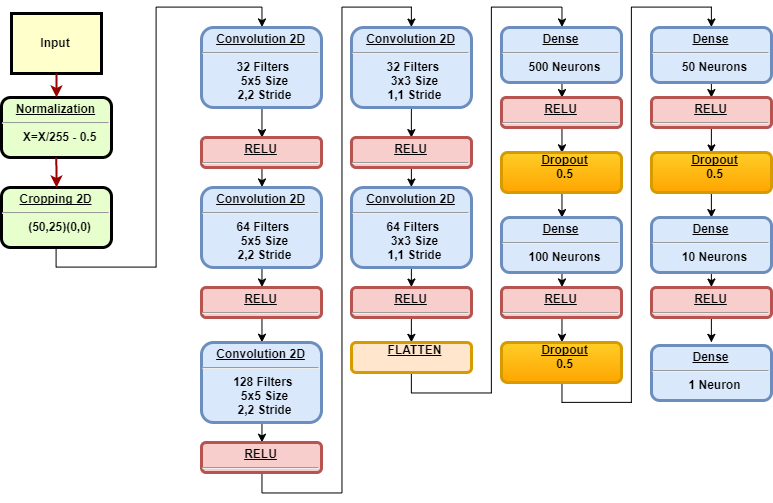 Input
Normalization
X=X/255 - 0.5
Cropping 2D
(50,25)(0,0)
Convolution 2D
32 Filters
5x5 Size
2,2 Stride
RELU
Convolution 2D
64 Filters
5x5 Size
2,2 Stride
RELU
Convolution 2D
128 Filters
5x5 Size
2,2 Stride
RELU
Convolution 2D
32 Filters
3x3 Size
1,1 Stride
RELU
Convolution 2D
64 Filters
3x3 Size
1,1 Stride
RELU
FLATTEN
Dense
500 Neurons
RELU
Dropout
0.5
Dense
100 Neurons
RELU
Dropout
0.5
Dense
50 Neurons
RELU
Dropout
0.5
Dense
10 Neurons
RELU
Dense
1 Neuron